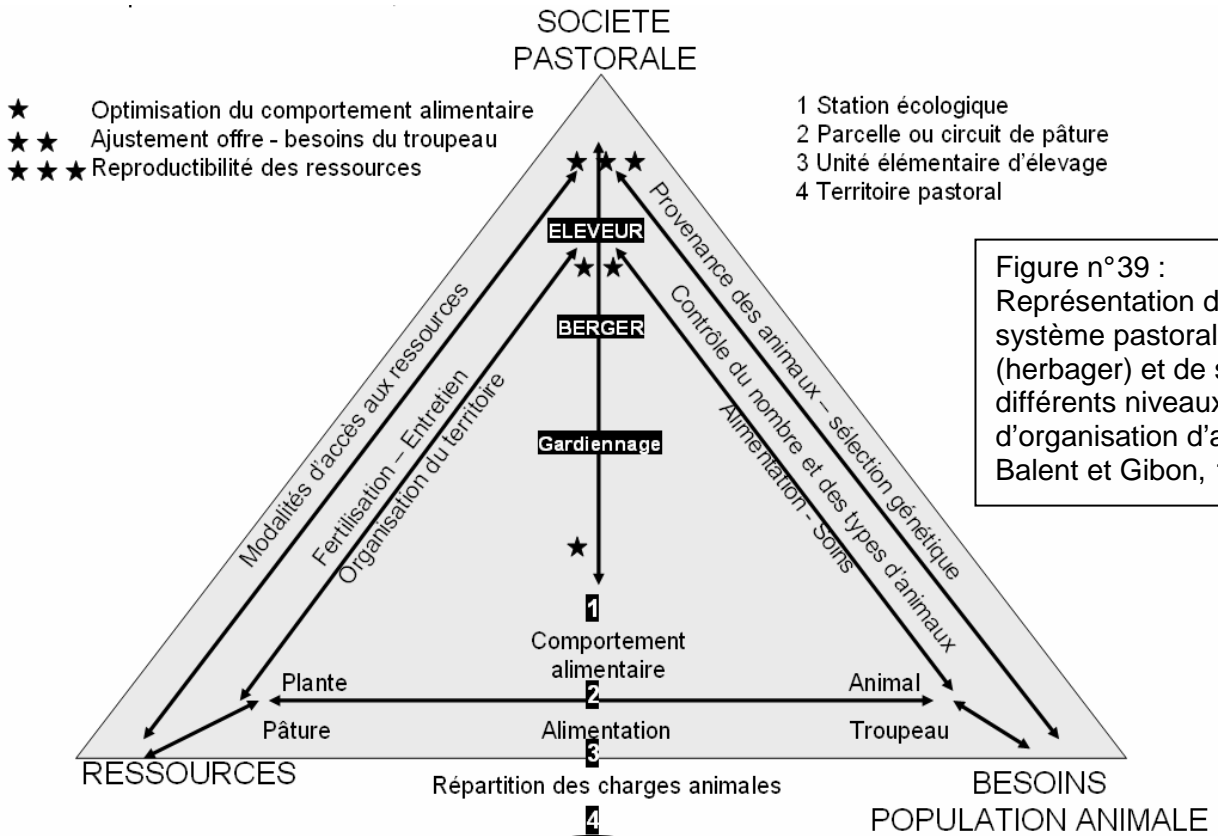 SOCIETE
PASTORALE
★ Optimisation du comportement alimentaire
★ ★ Ajustement offre - besoins du troupeau
★ ★ ★ Reproductibilité des ressources
1 Station écologique
2 Parcelle ou circuit de pâture
3 Unité élémentaire d'élevage
4 Territoire pastoral
Figure n°39 :
Représentation d
système pastoral
(herbager) et de
différents niveaux
d'organisation
Balent et Gibon,
★ ★ ★
ELEVEUR
★ ★
BERGER
Gardiennage
★
Modalités d'accès aux ressources
Fertilisation – Entretien
Organisation du territoire
Provenance des animaux – sélection génétique
Contrôle du nombre et des types d'animaux
Alimentation - Soins
1
Comportement
alimentaire
Plante
2
Animal
Pâture
Alimentation
Troupeau
3
RESSOURCES
Répartition des charges animales
BESOINS
POPULATION ANIMALE
4